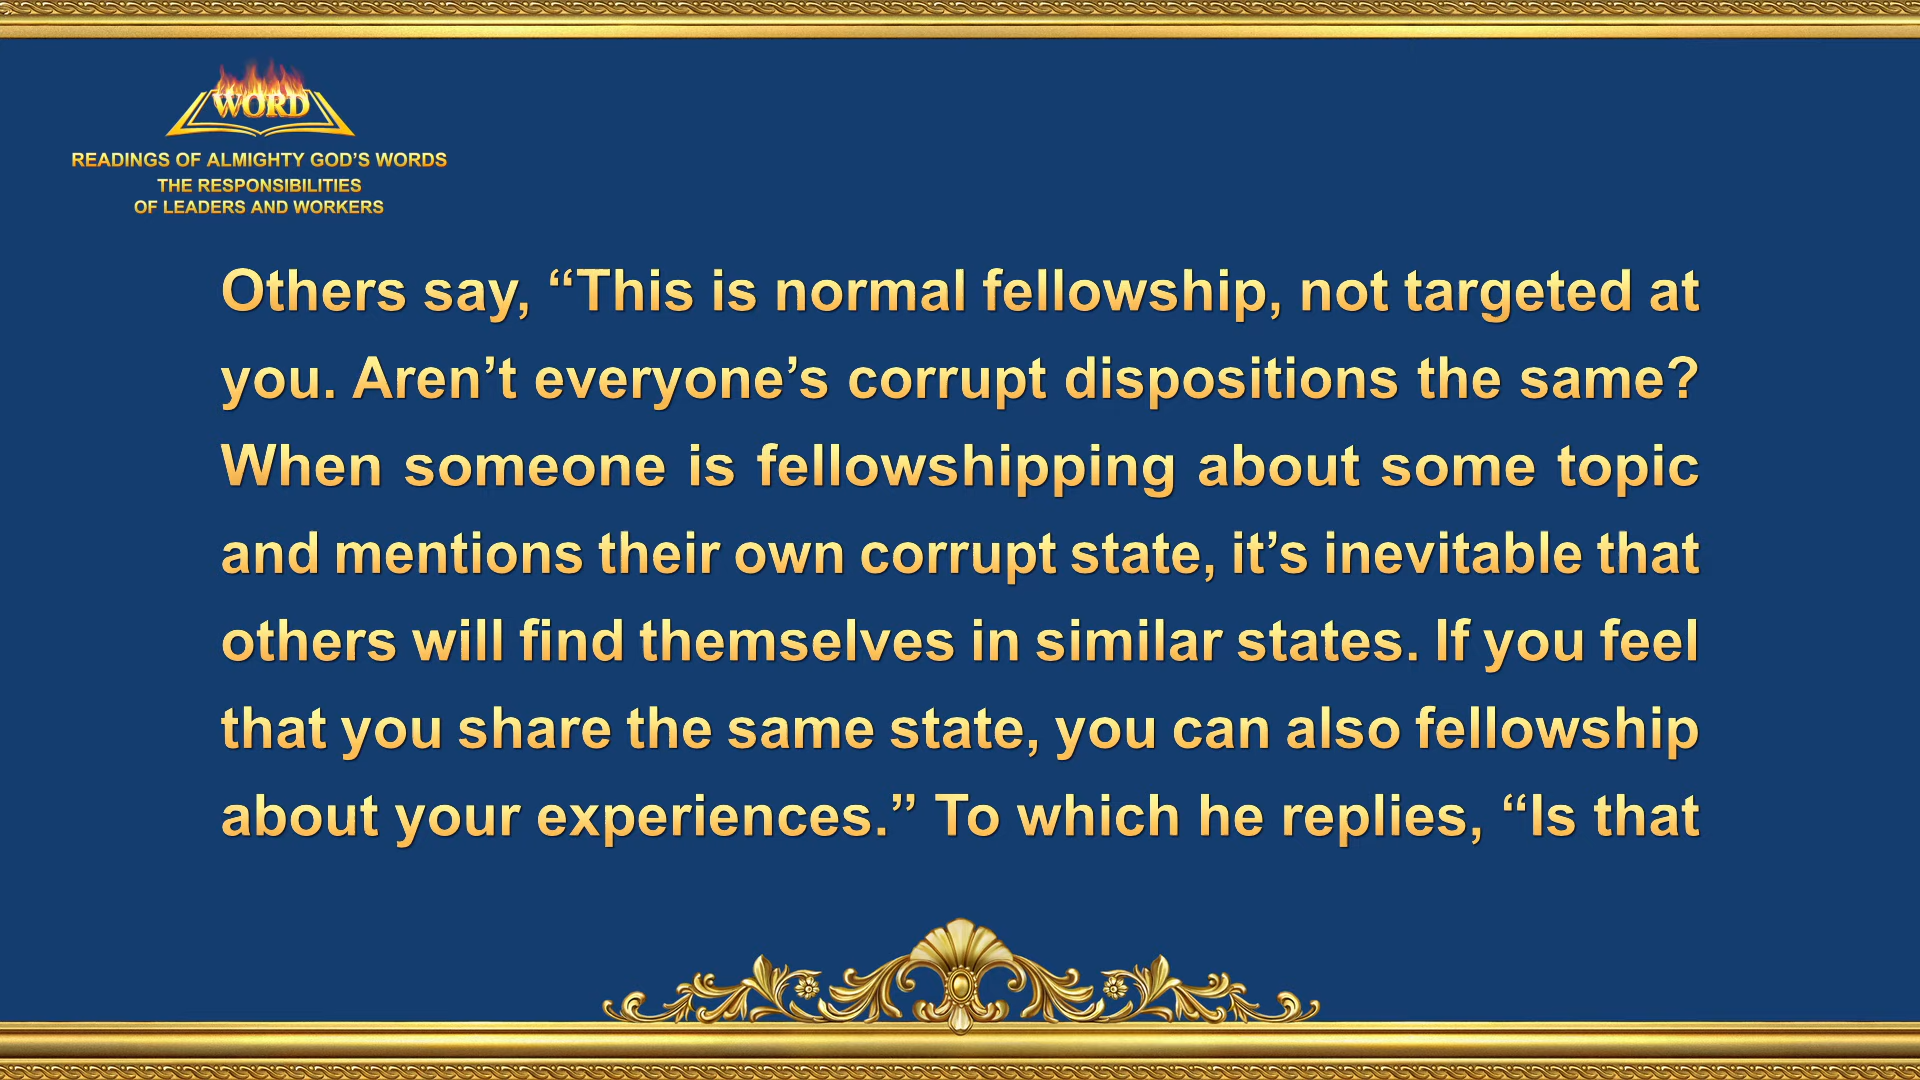 WORD
READINGS OF ALMIGHTY GOD’S WORDS
THE RESPONSIBILITIES
OF LEADERS AND WORKERS
Others say, “This is normal fellowship, not targeted at
you. Aren’t everyone’s corrupt dispositions the same?
When someone is fellowshipping about some topic
and mentions their own corrupt state, it’s inevitable that
others will find themselves in similar states. If you feel
that you share the same state, you can also fellowship
about your experiences.” To which he replies, “Is that